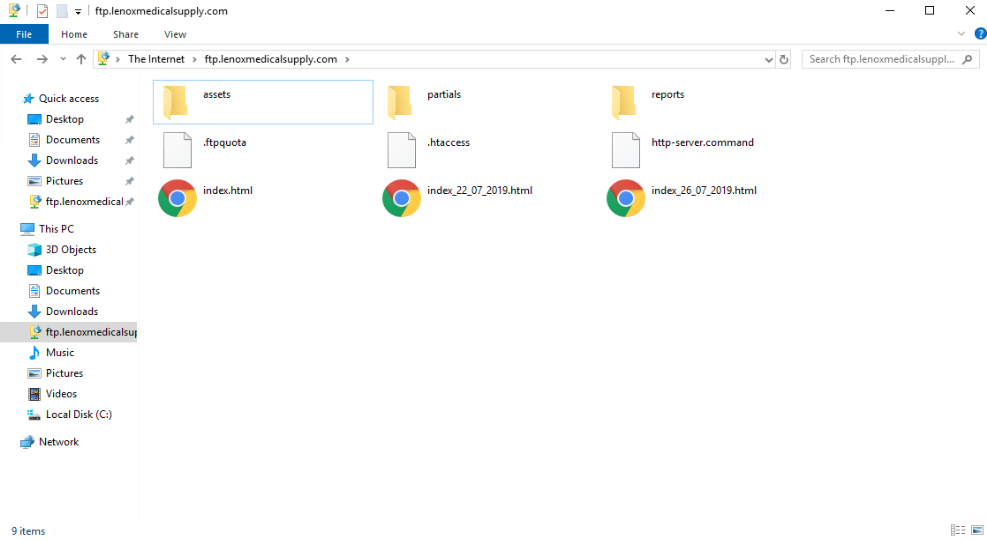 ftp.lenoxmedicalsupply.com
File Home Share View
The Internet ftp.lenoxmedicalsupply.com
Search ftp.lenoxmedicalsuppl...
Quick access
Desktop
Documents
Downloads
Pictures
ftp.lenoxmedical
This PC
3D Objects
Desktop
Documents
Downloads
ftp.lenoxmedicalsup
Music
Pictures
Videos
Local Disk (C:)
Network
assets partials reports
.ftpquota .htaccess http-server.command
index.html index_22_07_2019.html index_26_07_2019.html
9 items